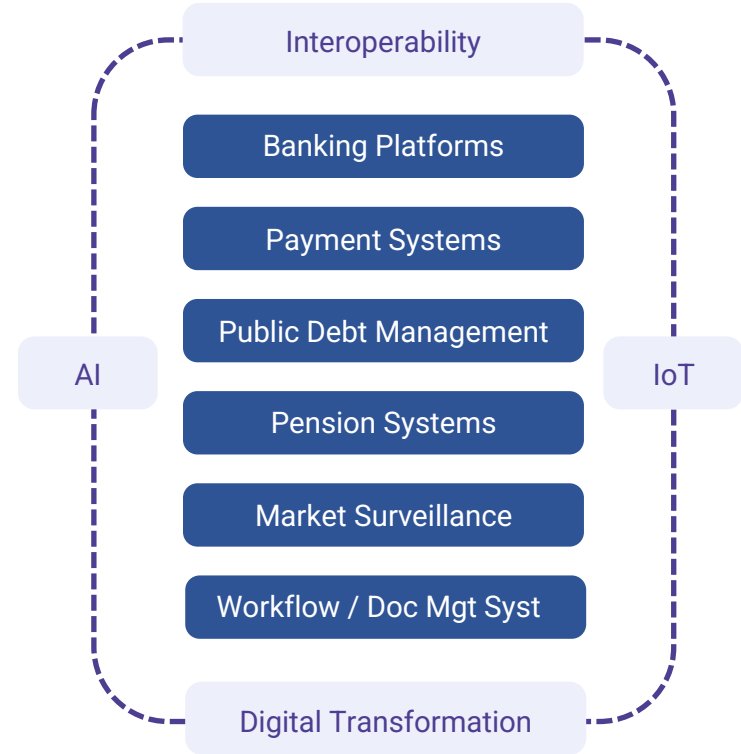 Interoperability
Banking Platforms
Payment Systems
Public Debt Management
AI
IoT
Pension Systems
Market Surveillance
Workflow / Doc Mgt Syst
Digital Transformation